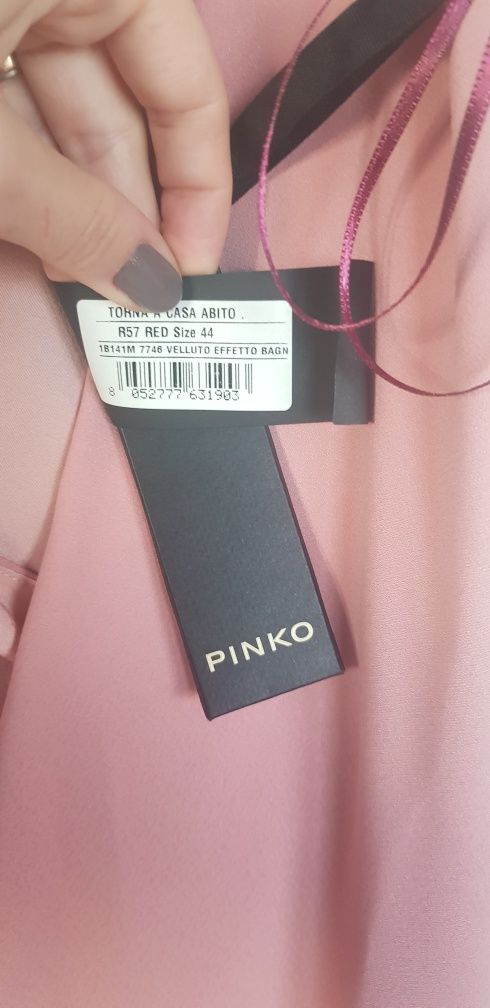 TORNA A CASA ABITO .
R57 RED Size 44
1B141M 7746 VELLUTO EFFETTO BAGN
8 052777 631903
PINKO